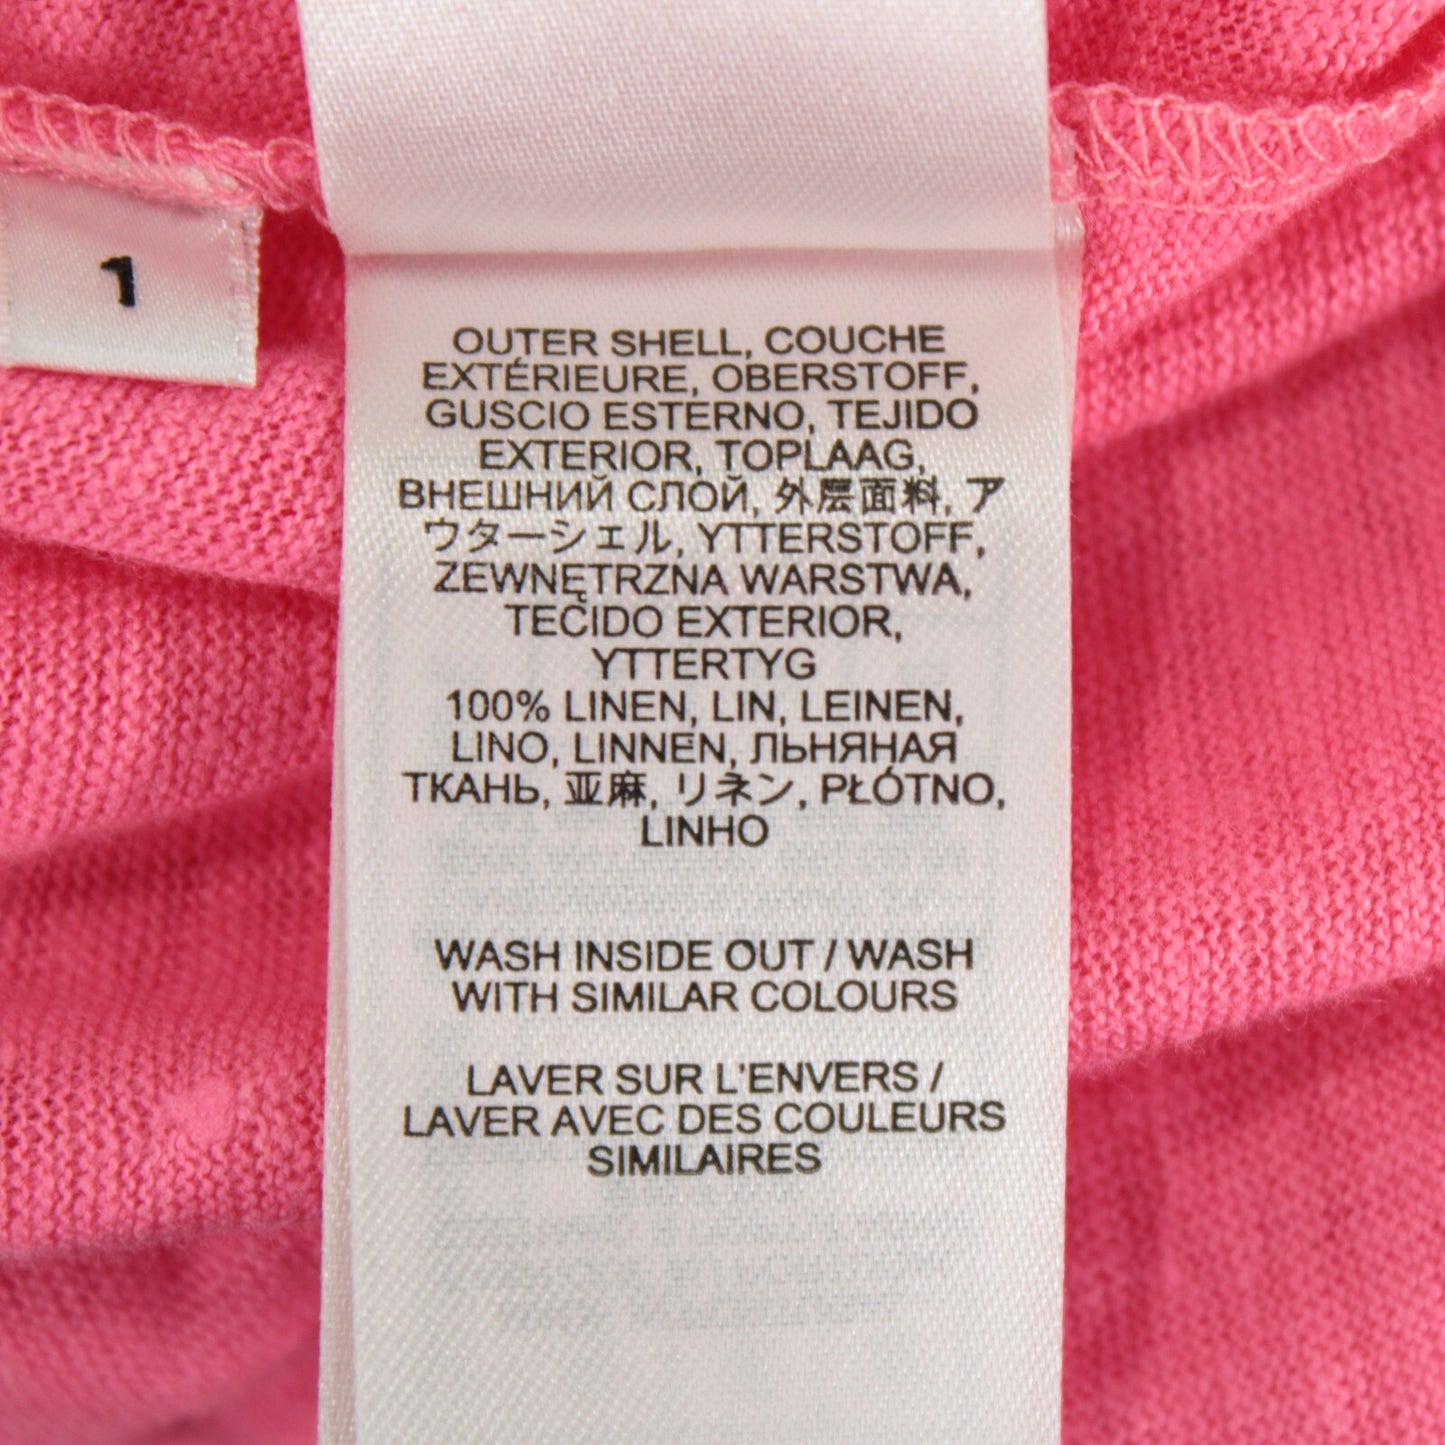 1
OUTER SHELL, COUCHE
EXTÉRIEURE, OBERSTOFF,
GUSCIO ESTERNO, TEJIDO
EXTERIOR, TOPLAAG,
ВНЕШНИЙ СЛОЙ, 外层面料, ア
ウターシェル, YTTERSTOFF,
ZEWNĘTRZNA WARSTWA,
TECIDO EXTERIOR,
YTTERTYG
100% LINEN, LIN, LEINEN,
LINO, LINNEN, ЛЬНЯНАЯ
ТКАНЬ, 亚麻, リネン, PŁÓTNO,
LINHO
WASH INSIDE OUT / WASH
WITH SIMILAR COLOURS
LAVER SUR L'ENVERS /
LAVER AVEC DES COULEURS
SIMILAIRES